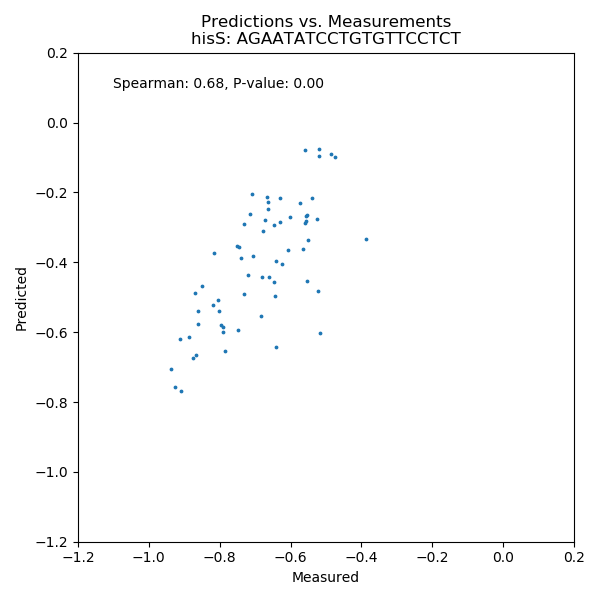 Predictions vs. Measurements
hisS: AGAATATCCTGTGTTCCTCT
Spearman: 0.68, P-value: 0.00
0.2
0.0
−0.2
−0.4
−0.6
−0.8
−1.0
−1.2
Predicted
−1.2 −1.0 −0.8 −0.6 −0.4 −0.2 0.0 0.2
Measured